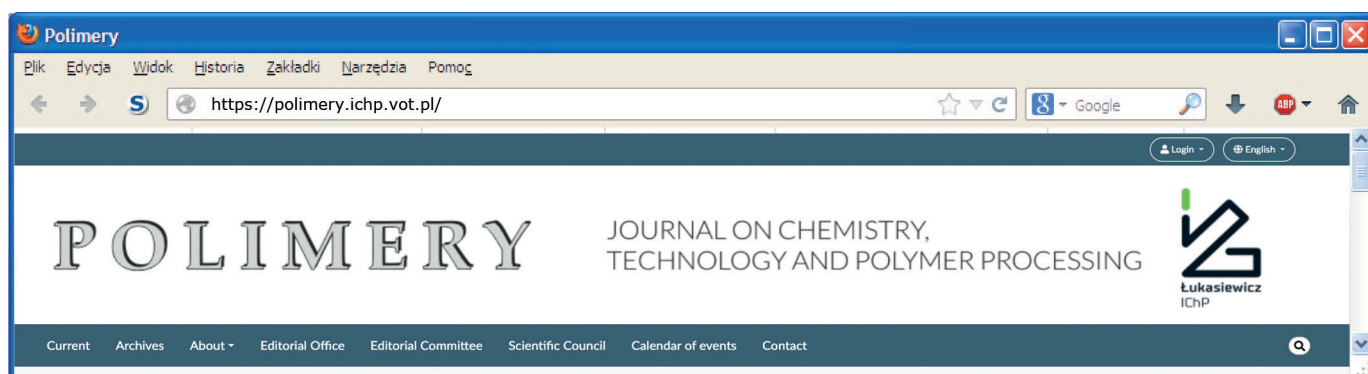 Polimery
Plik Edycja Widok Historia Zakładki Narzędzia Pomoc
S https://polimery.ichp.vot.pl/ 8 Google ABP
Login English
POLIMERY
JOURNAL ON CHEMISTRY,
TECHNOLOGY AND POLYMER PROCESSING
Łukasiewicz
IChP
Current Archives About Editorial Office Editorial Committee Scientific Council Calendar of events Contact